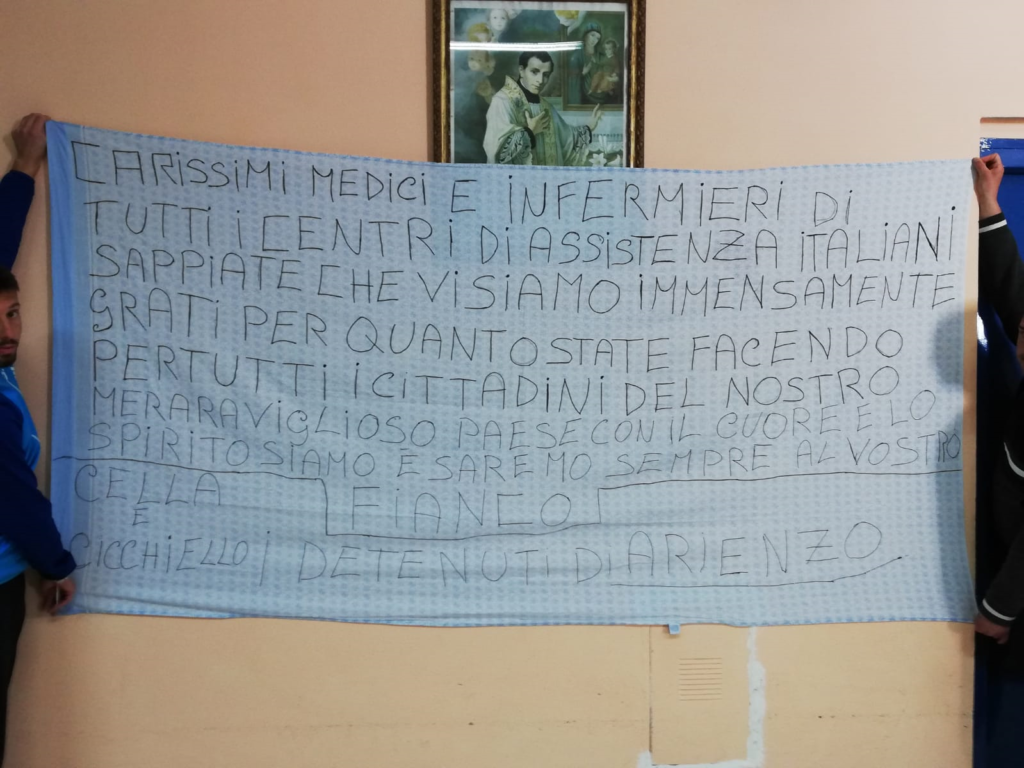 CARISSIMI MEDICI E INFERMIERI DI
TUTTI I CENTRI DI ASSISTENZA ITALIANI
SAPPIATE CHE VI SIAMO IMMENSAMENTE
GRATI PER QUANTO STATE FACENDO
PER TUTTI I CITTADINI DEL NOSTRO
MERARAVIGLIOSO PAESE CON IL CUORE E LO
SPIRITO SIAMO E SAREMO SEMPRE AL VOSTRO
FIANCO
CELLA
E
CICCHIELLO I DETENUTI DI ARIENZO